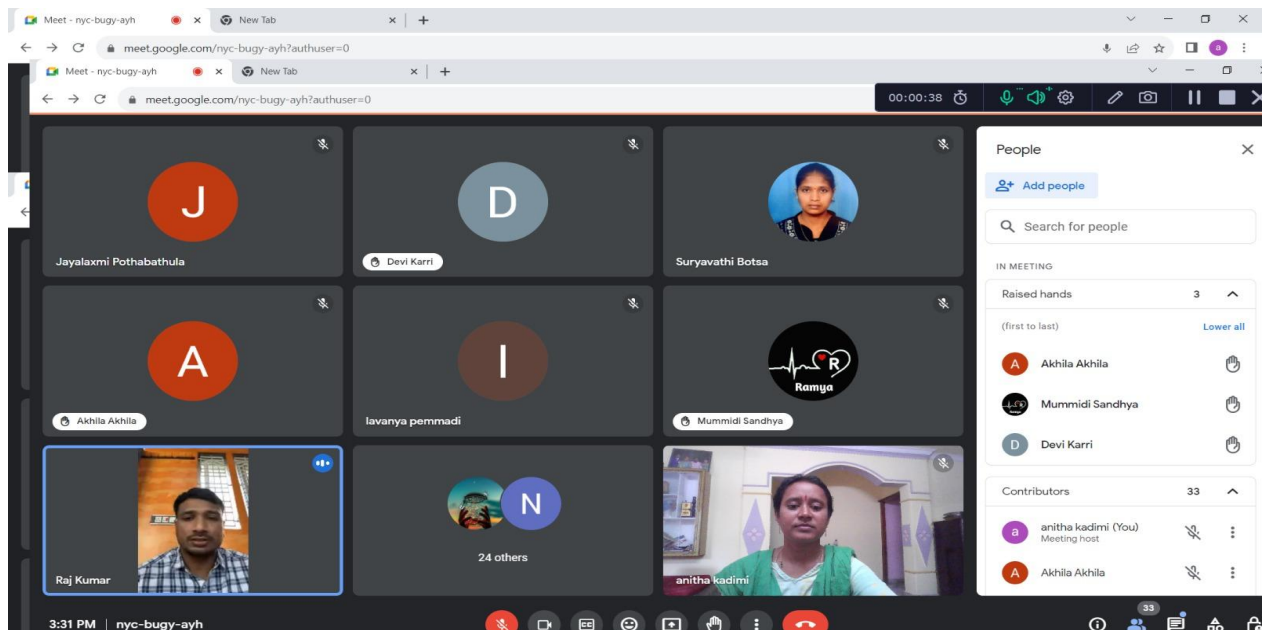 Meet - nyc-bugy-ayh
New Tab
meet.google.com/nyc-bugy-ayh?authuser=0
a
Meet - nyc-bugy-ayh
New Tab
meet.google.com/nyc-bugy-ayh?authuser=0
00:00:38
J
Jayalaxmi Pothabathula
D
Devi Karri
Suryavathi Botsa
A
Akhila Akhila
l
lavanya pemmadi
R
Ramya
Mummidi Sandhya
Raj Kumar
N
24 others
anitha kadimi
People
Add people
Search for people
IN MEETING
Raised hands 3
(first to last) Lower all
A Akhila Akhila
Mummidi Sandhya
D Devi Karri
Contributors 33
a anitha kadimi (You)
Meeting host
A Akhila Akhila
3:31 PM | nyc-bugy-ayh
CC
33